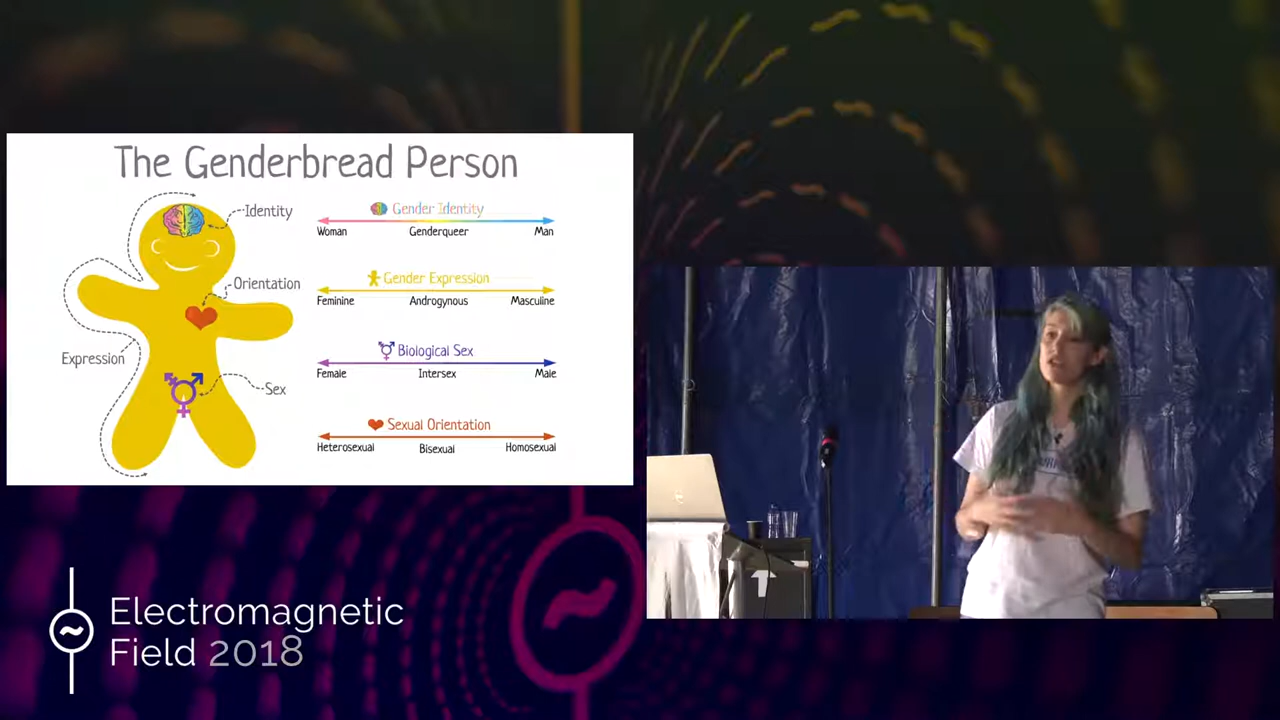 The Genderbread Person
Identity
Orientation
Expression
Sex
Gender Identity
Woman Genderqueer Man
Gender Expression
Feminine Androgynous Masculine
Biological Sex
Female Intersex Male
Sexual Orientation
Heterosexual Bisexual Homosexual
Electromagnetic
Field 2018